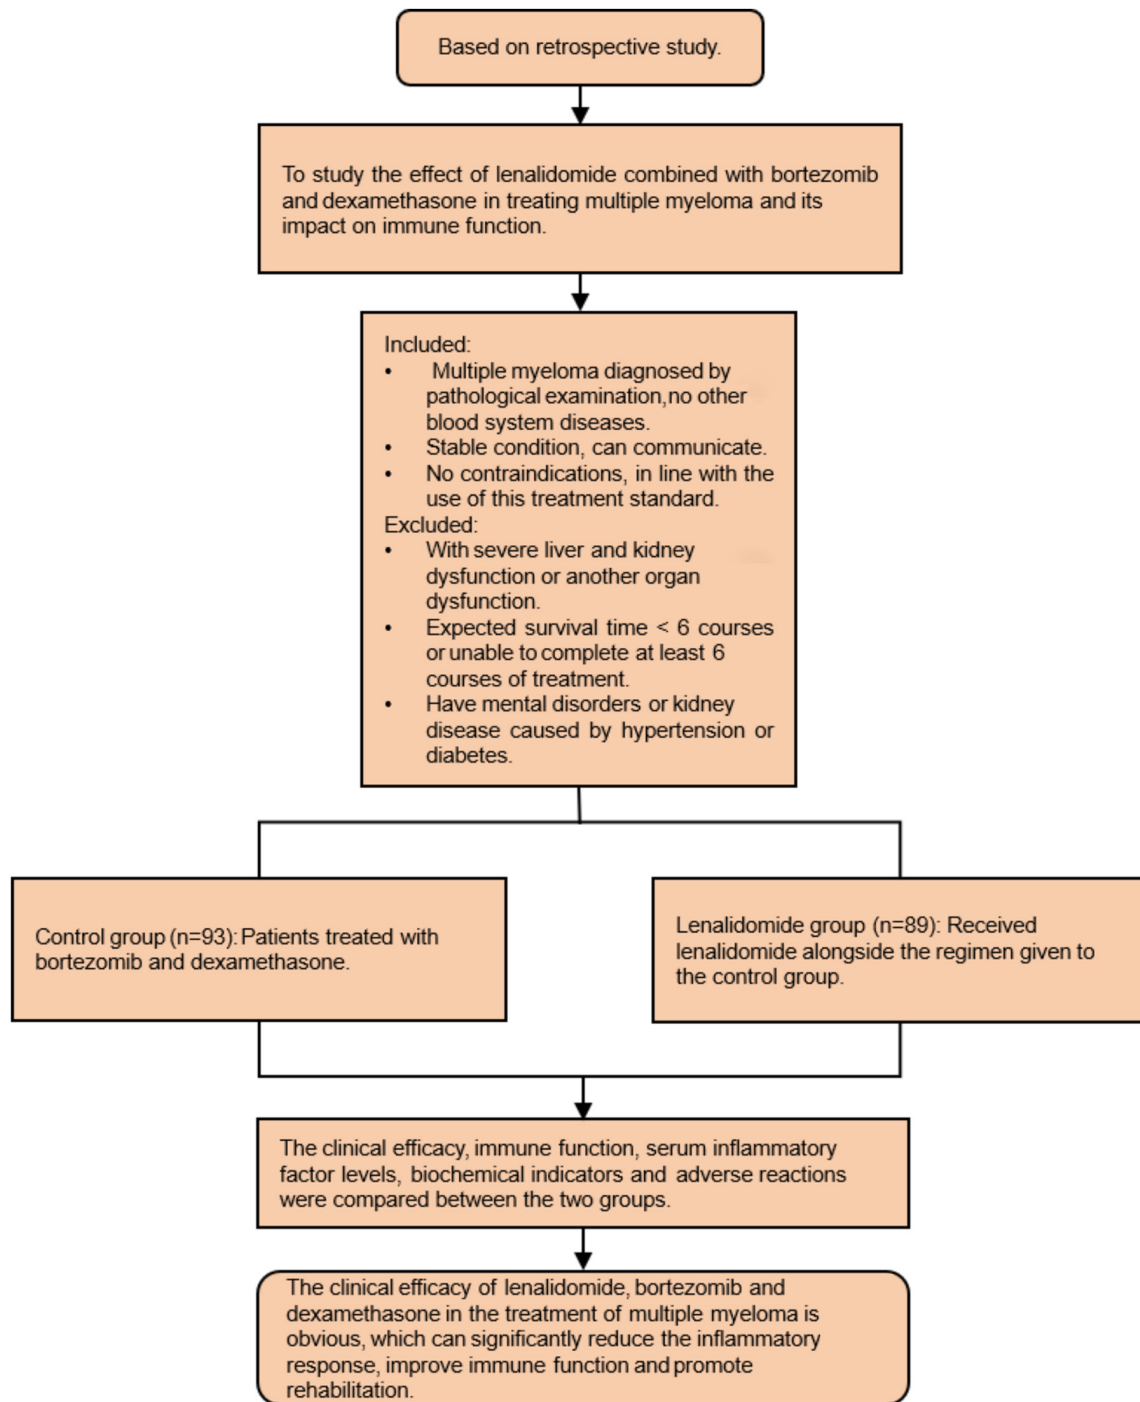 Based on retrospective study.
To study the effect of lenalidomide combined with bortezomib
and dexamethasone in treating multiple myeloma and its
impact on immune function.
Included:
• Multiple myeloma diagnosed by
pathological examination,no other
blood system diseases.
• Stable condition, can communicate.
• No contraindications, in line with the
use of this treatment standard.
Excluded:
• With severe liver and kidney
dysfunction or another organ
dysfunction.
• Expected survival time < 6 courses
or unable to complete at least 6
courses of treatment.
• Have mental disorders or kidney
disease caused by hypertension or
diabetes.
Control group (n=93): Patients treated with
bortezomib and dexamethasone.
Lenalidomide group (n=89): Received
lenalidomide alongside the regimen given to
the control group.
The clinical efficacy, immune function, serum inflammatory
factor levels, biochemical indicators and adverse reactions
were compared between the two groups.
The clinical efficacy of lenalidomide, bortezomib and
dexamethasone in the treatment of multiple myeloma is
obvious, which can significantly reduce the inflammatory
response, improve immune function and promote
rehabilitation.